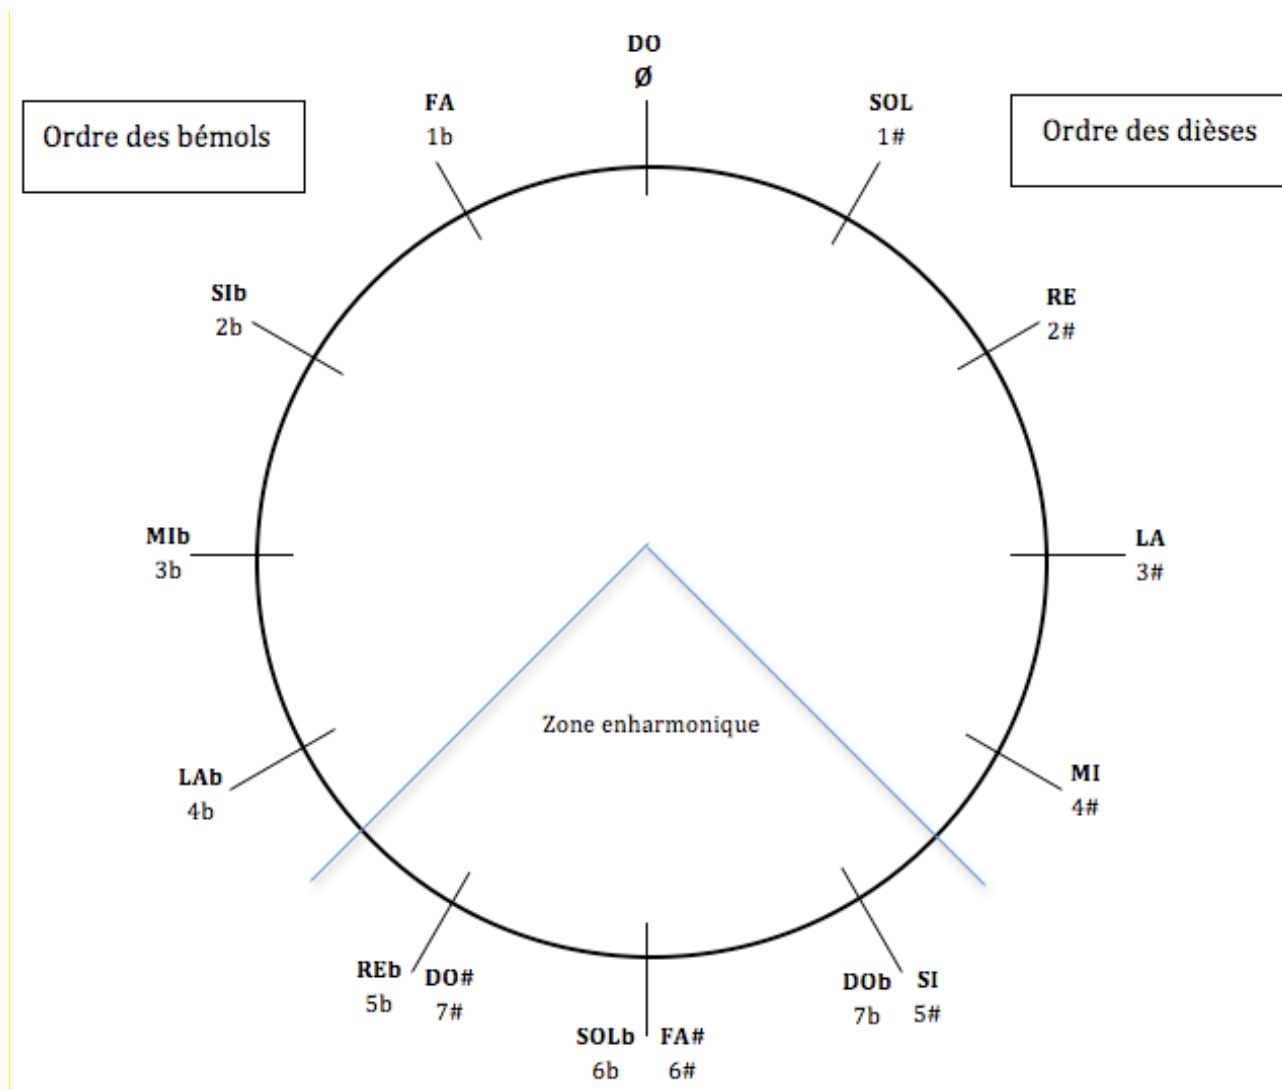 DO
Ø
FA
1b
SOL
1#
Ordre des bémols
Ordre des dièses
SIb
2b
RE
2#
MIb
3b
LA
3#
Zone enharmonique
LAb
4b
MI
4#
REb
5b
DO#
7#
DOb
7b
SI
5#
SOLb
6b
FA#
6#